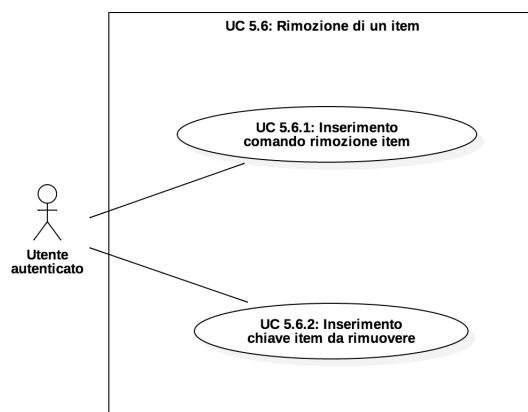 UC 5.6: Rimozione di un item
UC 5.6.1: Inserimento
comando rimozione item
Utente
autenticato
UC 5.6.2: Inserimento
chiave item da rimuovere